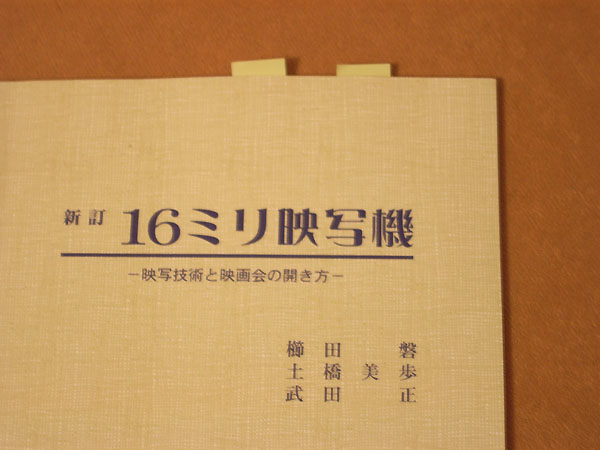 新訂 16ミリ映写機
－映写技術と映画会の開き方－
櫛田 磐
土橋美歩
武田 正